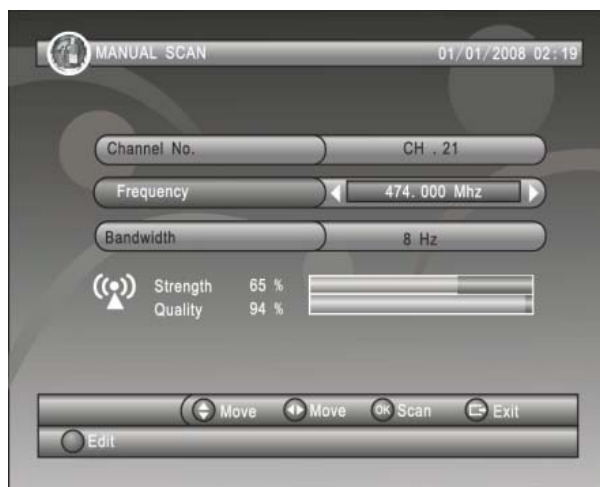 MANUAL SCAN 01/01/2008 02:19
Channel No. CH . 21
Frequency 474.000 Mhz
Bandwidth 8 Hz
Strength 65 %
Quality 94 %
Move Move OK Scan Exit
Edit